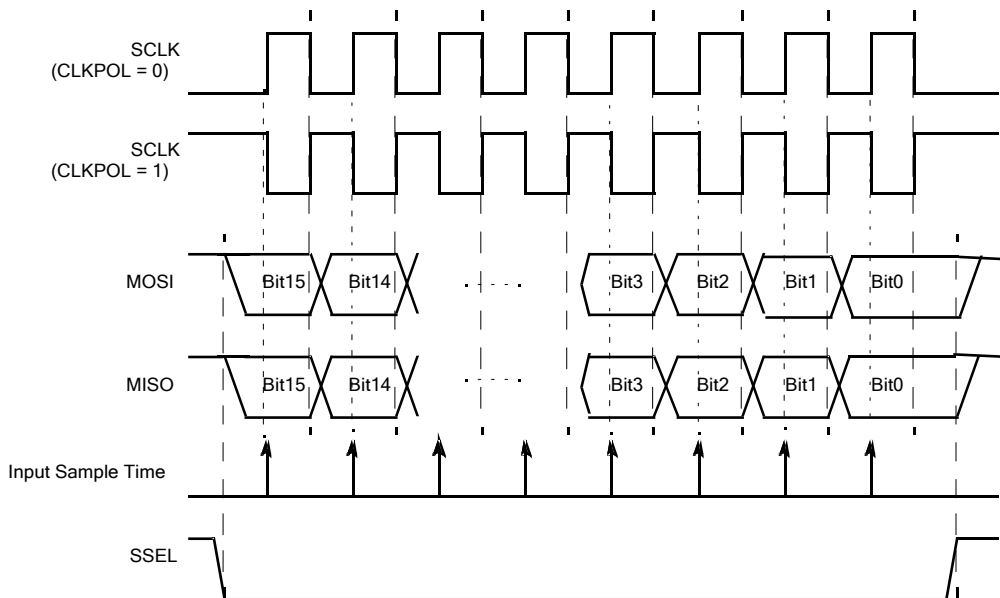 SCLK
(CLKPOL = 0)
SCLK
(CLKPOL = 1)
MOSI
Bit15
Bit14
Bit3
Bit2
Bit1
Bit0
MISO
Bit15
Bit14
Bit3
Bit2
Bit1
Bit0
Input Sample Time
SSEL